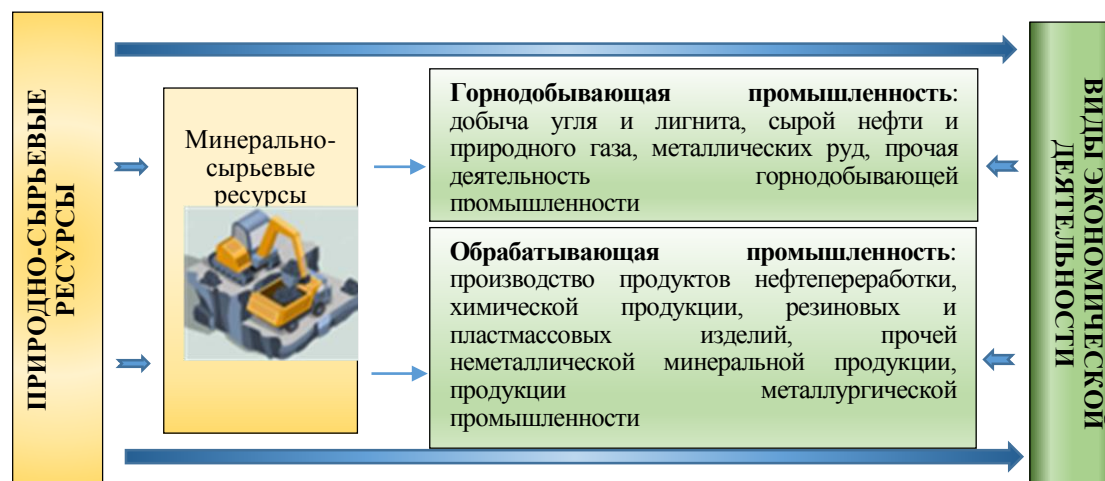 ПРИРОДНО-СЫРЬЕВЫЕ
РЕСУРСЫ
Минерально-
сырьевые
ресурсы
Горнодобывающая промышленность:
добыча угля и лигнита, сырой нефти и
природного газа, металлических руд, прочая
деятельность горнодобывающей
промышленности
Обрабатывающая промышленность:
производство продуктов нефтепереработки,
химической продукции, резиновых и
пластмассовых изделий, прочей
неметаллической минеральной продукции,
продукции металлургической
промышленности
ВИДЫ ЭКОНОМИЧЕСКОЙ
ДЕЯТЕЛЬНОСТИ